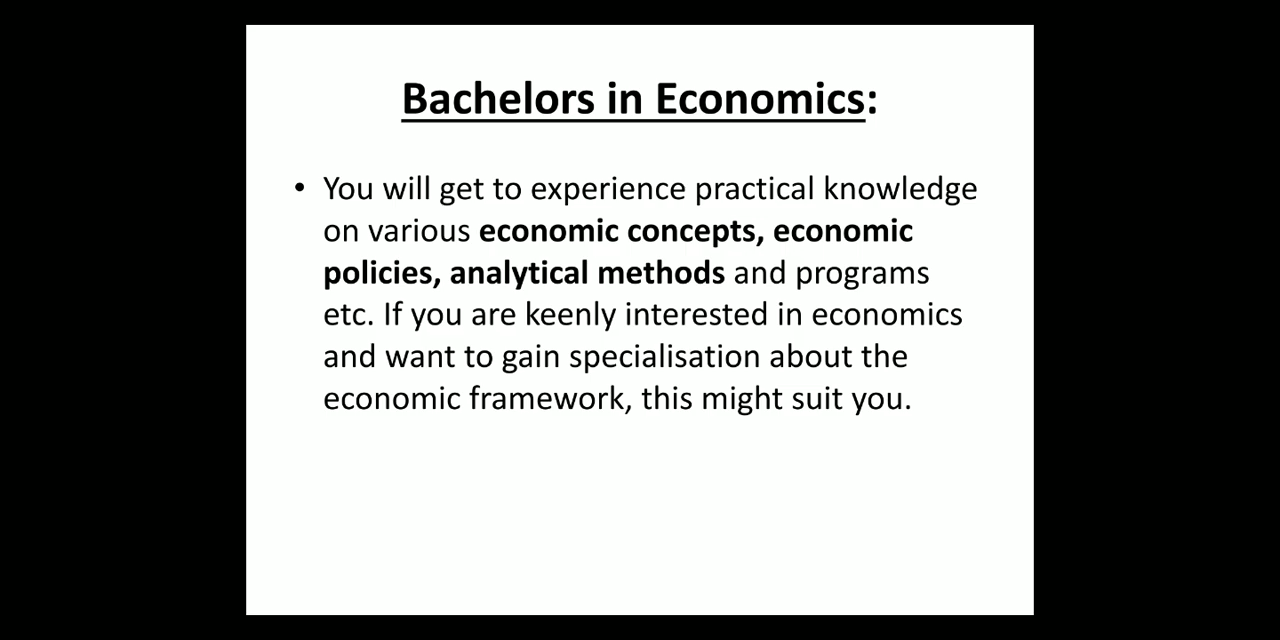 Bachelors in Economics:
• You will get to experience practical knowledge
on various economic concepts, economic
policies, analytical methods and programs
etc. If you are keenly interested in economics
and want to gain specialisation about the
economic framework, this might suit you.